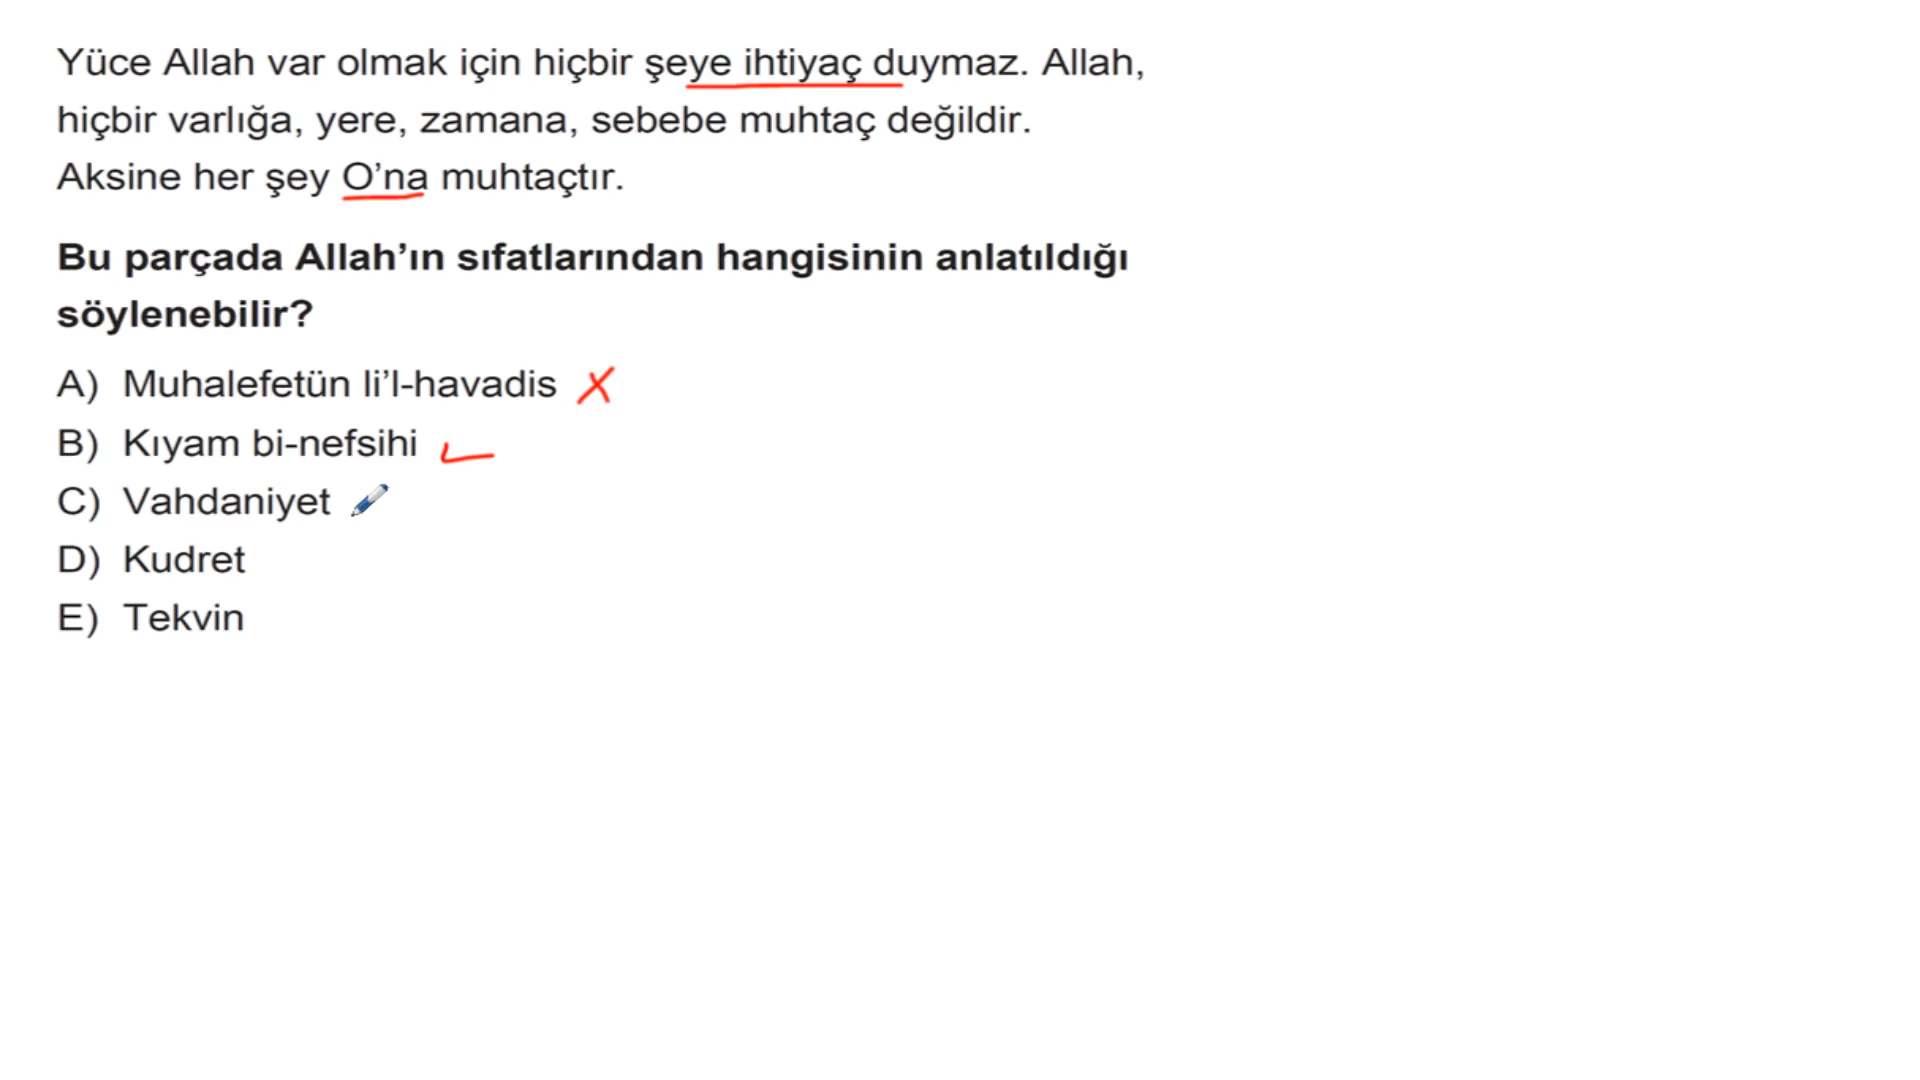 Yüce Allah var olmak için hiçbir şeye ihtiyaç duymaz. Allah,
hiçbir varlığa, yere, zamana, sebebe muhtaç değildir.
Aksine her şey O’na muhtaçtır.
Bu parçada Allah’ın sıfatlarından hangisinin anlatıldığı
söylenebilir?
A) Muhalefetün li’l-havadis
B) Kıyam bi-nefsihi
C) Vahdaniyet
D) Kudret
E) Tekvin